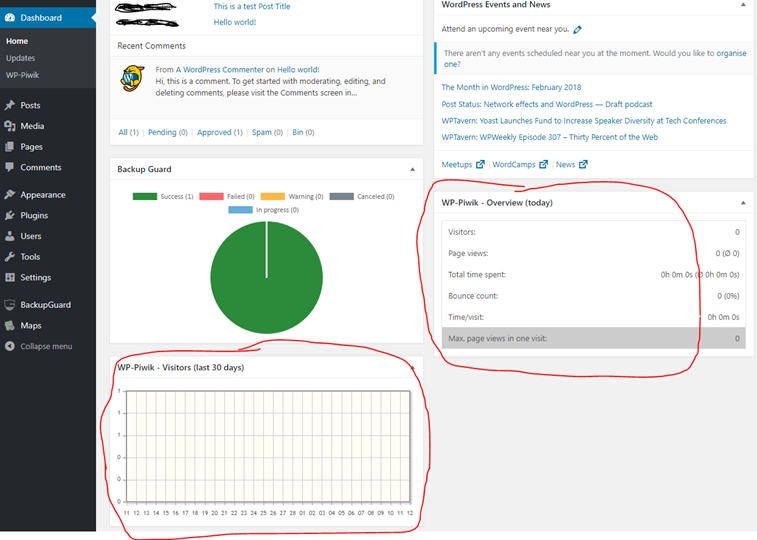 Dashboard
Home
Updates
WP-Piwik
Posts
Media
Pages
Comments
Appearance
Plugins
Users
Tools
Settings
BackupGuard
Maps
Collapse menu
This is a test Post Title
Hello world!
Recent Comments
From A WordPress Commenter on Hello world!
Hi, this is a comment. To get started with moderating, editing, and
deleting comments, please visit the Comments screen in...
All (1) | Pending (0) | Approved (1) | Spam (0) | Bin (0)
Backup Guard
Success (1) Failed (0) Warning (0) Canceled (0)
In progress (0)
WP-Piwik - Visitors (last 30 days)
1
1
1
0
0
0
11 12 13 14 15 16 17 18 19 20 21 22 23 24 25 26 27 28 01 02 03 04 05 06 07 08 09 10 11 12
WordPress Events and News
Attend an upcoming event near you.
There aren't any events scheduled near you at the moment. Would you like to organise
one?
The Month in WordPress: February 2018
Post Status: Network effects and WordPress — Draft podcast
WPTavern: Yoast Launches Fund to Increase Speaker Diversity at Tech Conferences
WPTavern: WPWeekly Episode 307 – Thirty Percent of the Web
Meetups | WordCamps | News
WP-Piwik - Overview (today)
Visitors: 0
Page views: 0 (Ø 0)
Total time spent: 0h 0m 0s (Ø 0h 0m 0s)
Bounce count: 0 (0%)
Time/visit: 0h 0m 0s
Max. page views in one visit: 0